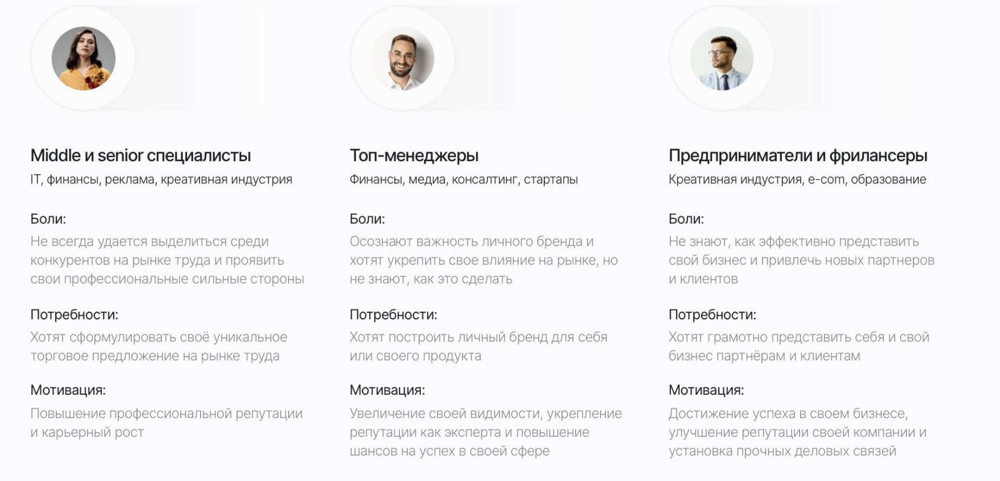 Middle и senior специалисты
IT, финансы, реклама, креативная индустрия
Боли:
Не всегда удается выделиться среди
конкурентов на рынке труда и проявить
свои профессиональные сильные стороны
Потребности:
Хотят сформулировать своё уникальное
торговое предложение на рынке труда
Мотивация:
Повышение профессиональной репутации
и карьерный рост
Топ-менеджеры
Финансы, медиа, консалтинг, стартапы
Боли:
Осознают важность личного бренда и
хотят укрепить свое влияние на рынке, но
не знают, как это сделать
Потребности:
Хотят построить личный бренд для себя
или своего продукта
Мотивация:
Увеличение своей видимости, укрепление
репутации как эксперта и повышение
шансов на успех в своей сфере
Предприниматели и фрилансеры
Креативная индустрия, e-com, образование
Боли:
Не знают, как эффективно представить
свой бизнес и привлечь новых партнеров
и клиентов
Потребности:
Хотят грамотно представить себя и свой
бизнес партнёрам и клиентам
Мотивация:
Достижение успеха в своем бизнесе,
улучшение репутации своей компании и
установка прочных деловых связей